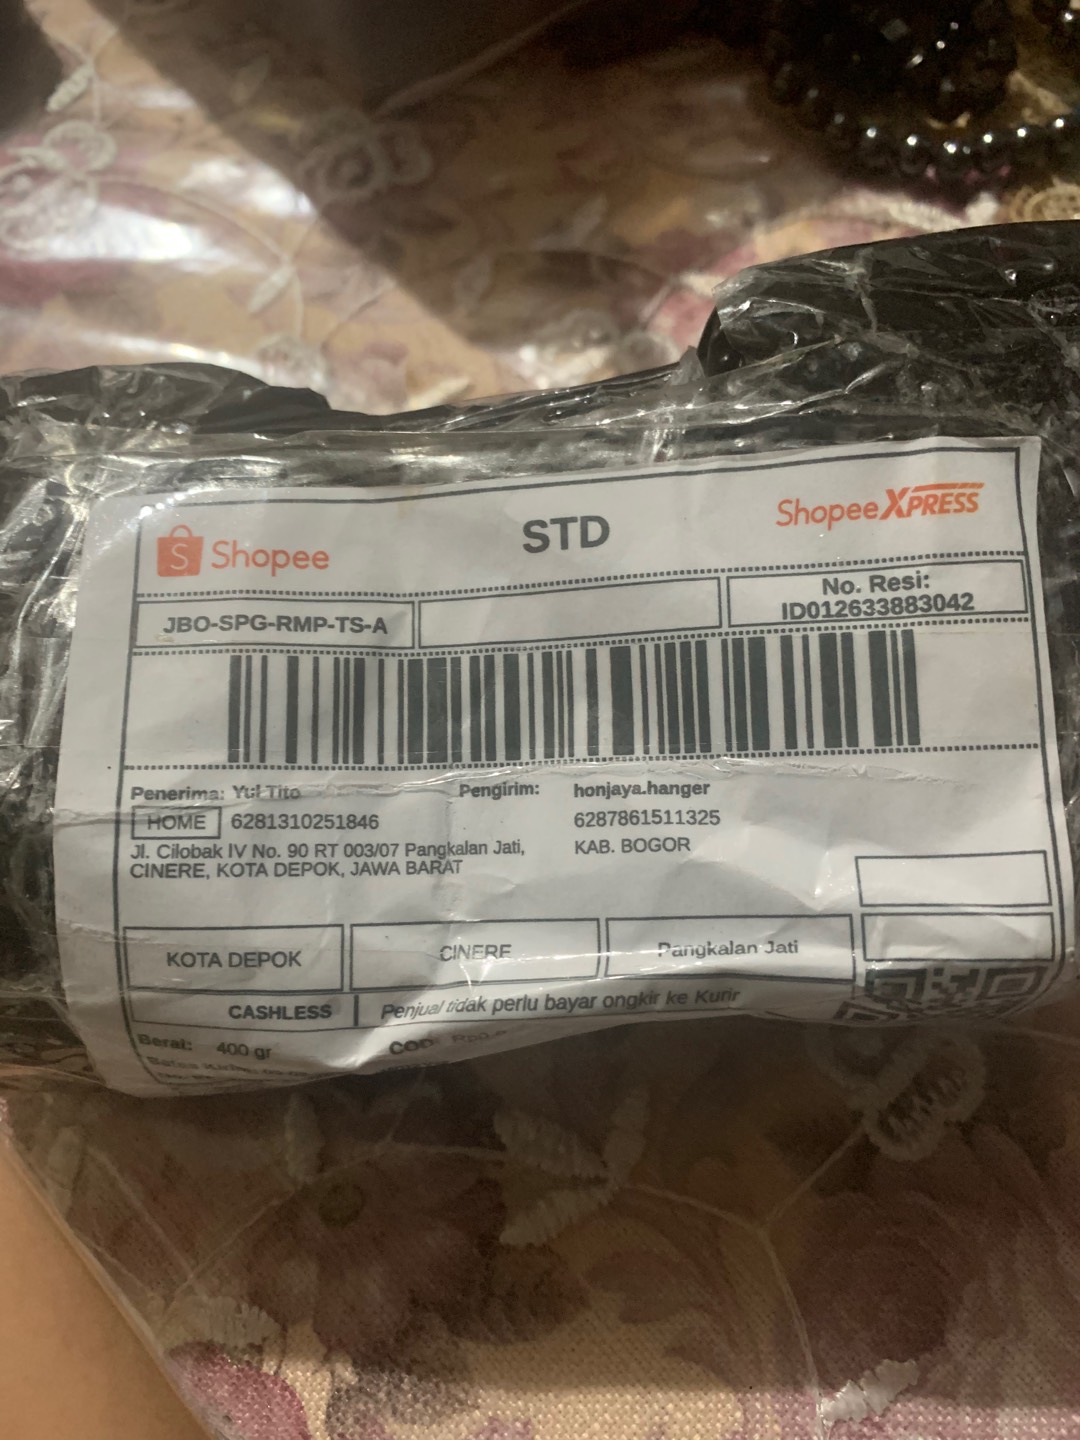 Shopee
STD
ShopeeXPRESS
JBO-SPG-RMP-TS-A
No. Resi:
ID012633883042
Penerima: Yul Tito
HOME 6281310251846
Jl. Cilobak IV No. 90 RT 003/07 Pangkalan Jati,
CINERE, KOTA DEPOK, JAWA BARAT
Pengirim: honjaya.hanger
6287861511325
KAB. BOGOR
KOTA DEPOK
CINERE
Pangkalan Jati
CASHLESS
Penjual tidak perlu bayar ongkir ke Kurir
Berat: 400 gr
COD: